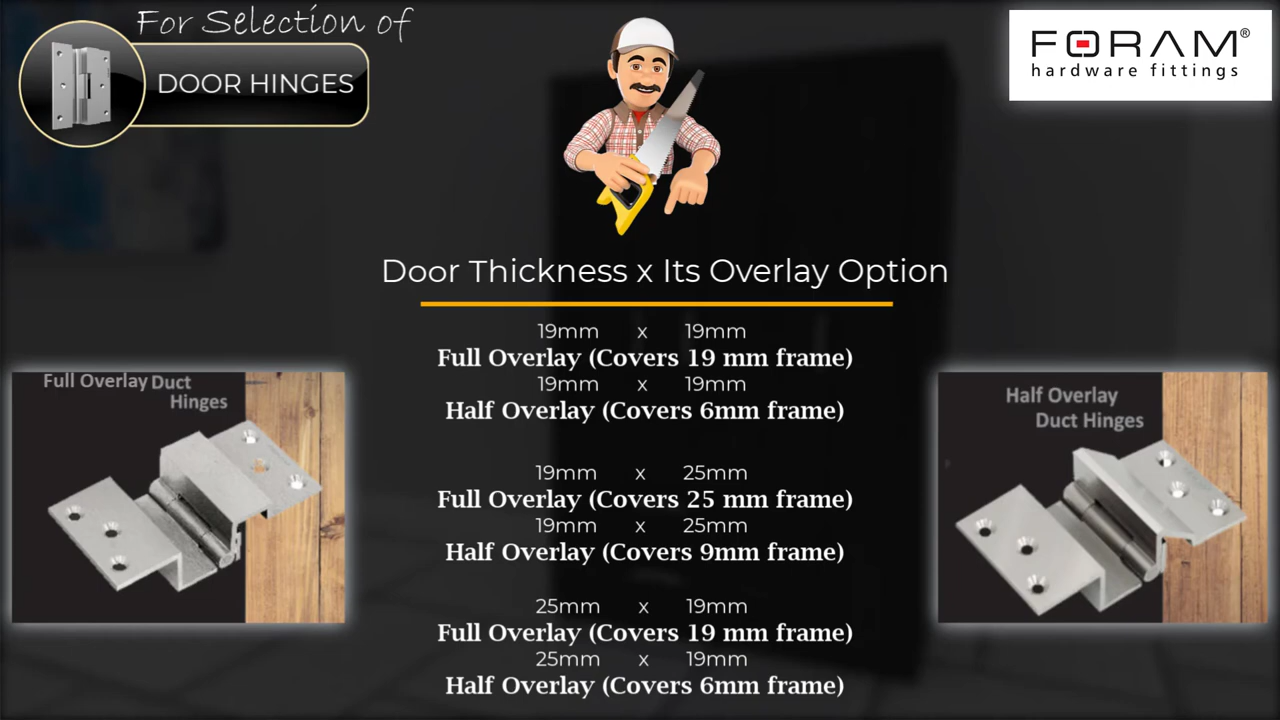 For Selection of
DOOR HINGES
FORAM®
hardware fittings
Door Thickness x Its Overlay Option
19mm x 19mm
Full Overlay (Covers 19 mm frame)
19mm x 19mm
Half Overlay (Covers 6mm frame)
19mm x 25mm
Full Overlay (Covers 25 mm frame)
19mm x 25mm
Half Overlay (Covers 9mm frame)
25mm x 19mm
Full Overlay (Covers 19 mm frame)
25mm x 19mm
Half Overlay (Covers 6mm frame)
Full Overlay Duct
Hinges
Half Overlay
Duct Hinges